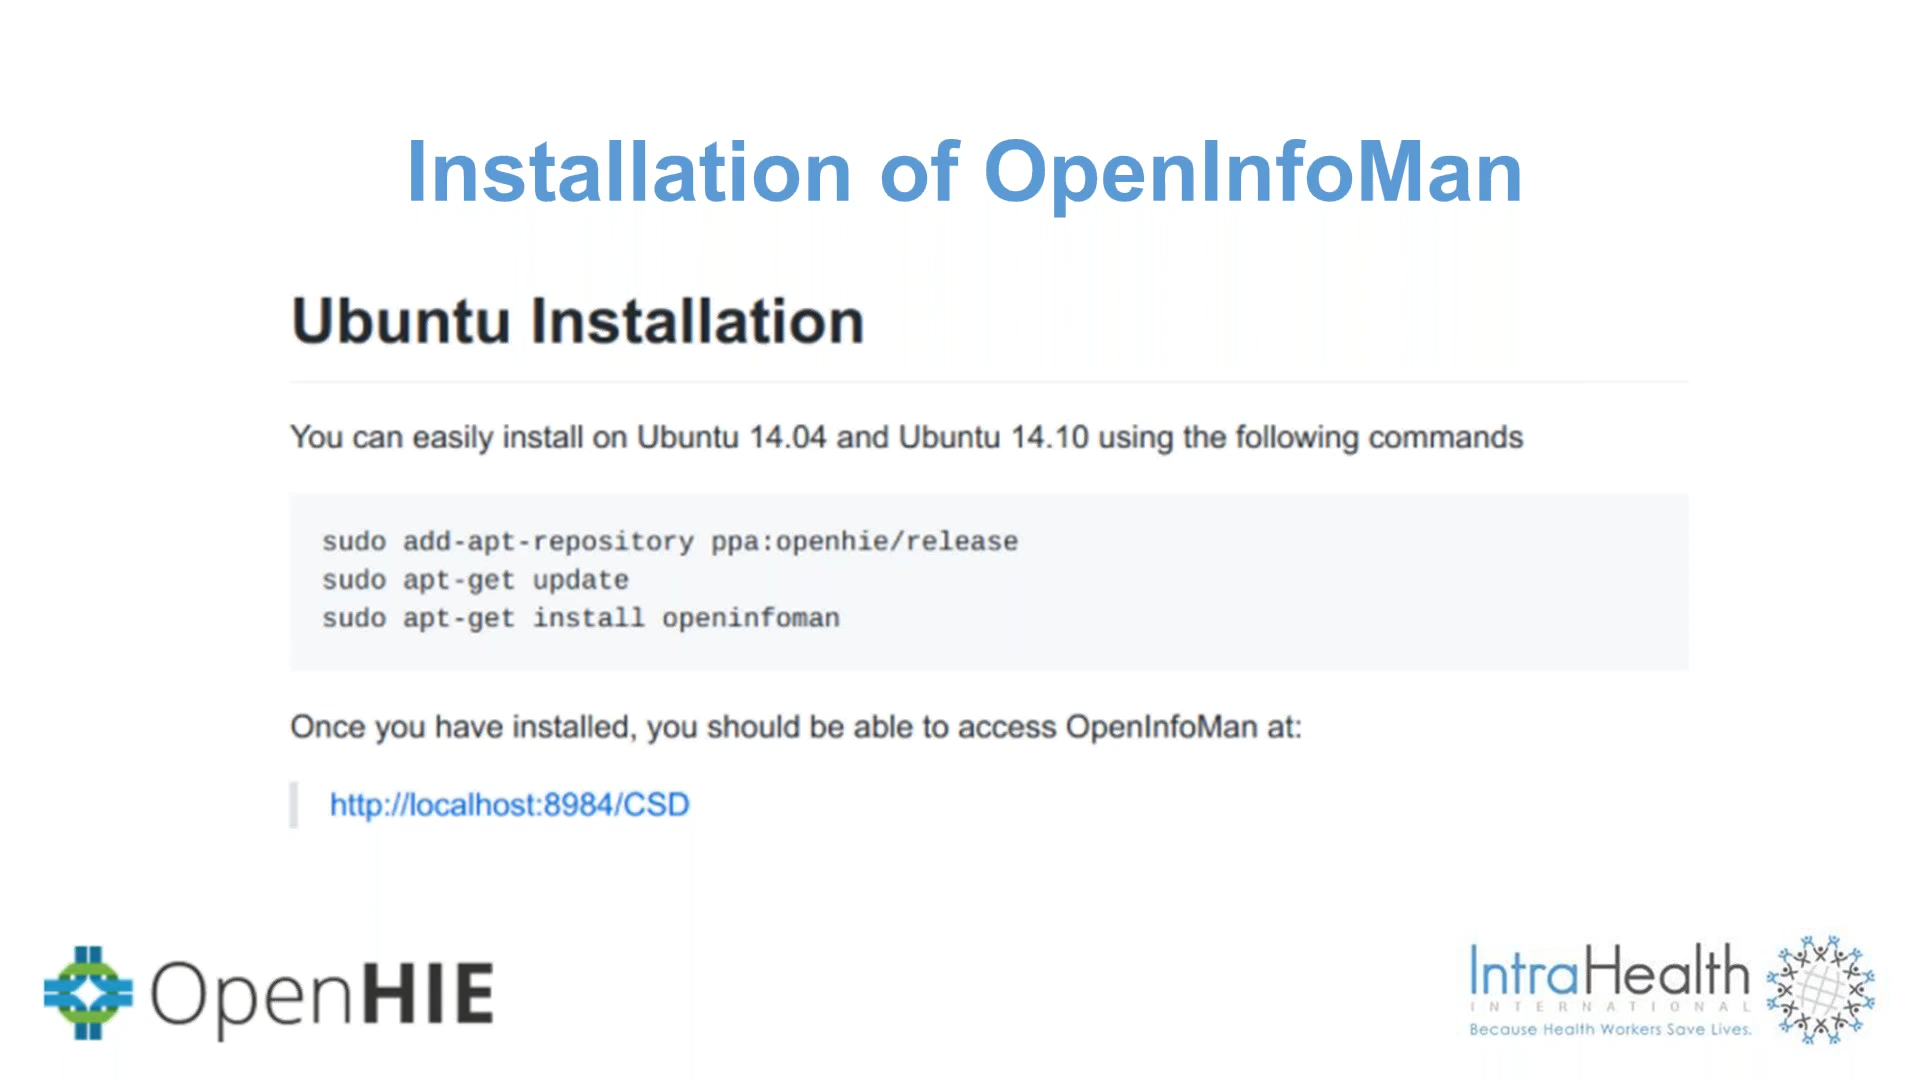 Installation of OpenInfoMan
Ubuntu Installation
You can easily install on Ubuntu 14.04 and Ubuntu 14.10 using the following commands
sudo add-apt-repository ppa:openhie/release
sudo apt-get update
sudo apt-get install openinfoman
Once you have installed, you should be able to access OpenInfoMan at:
http://localhost:8984/CSD
OpenHIE
IntraHealth
INTERNATIONAL
Because Health Workers Save Lives.